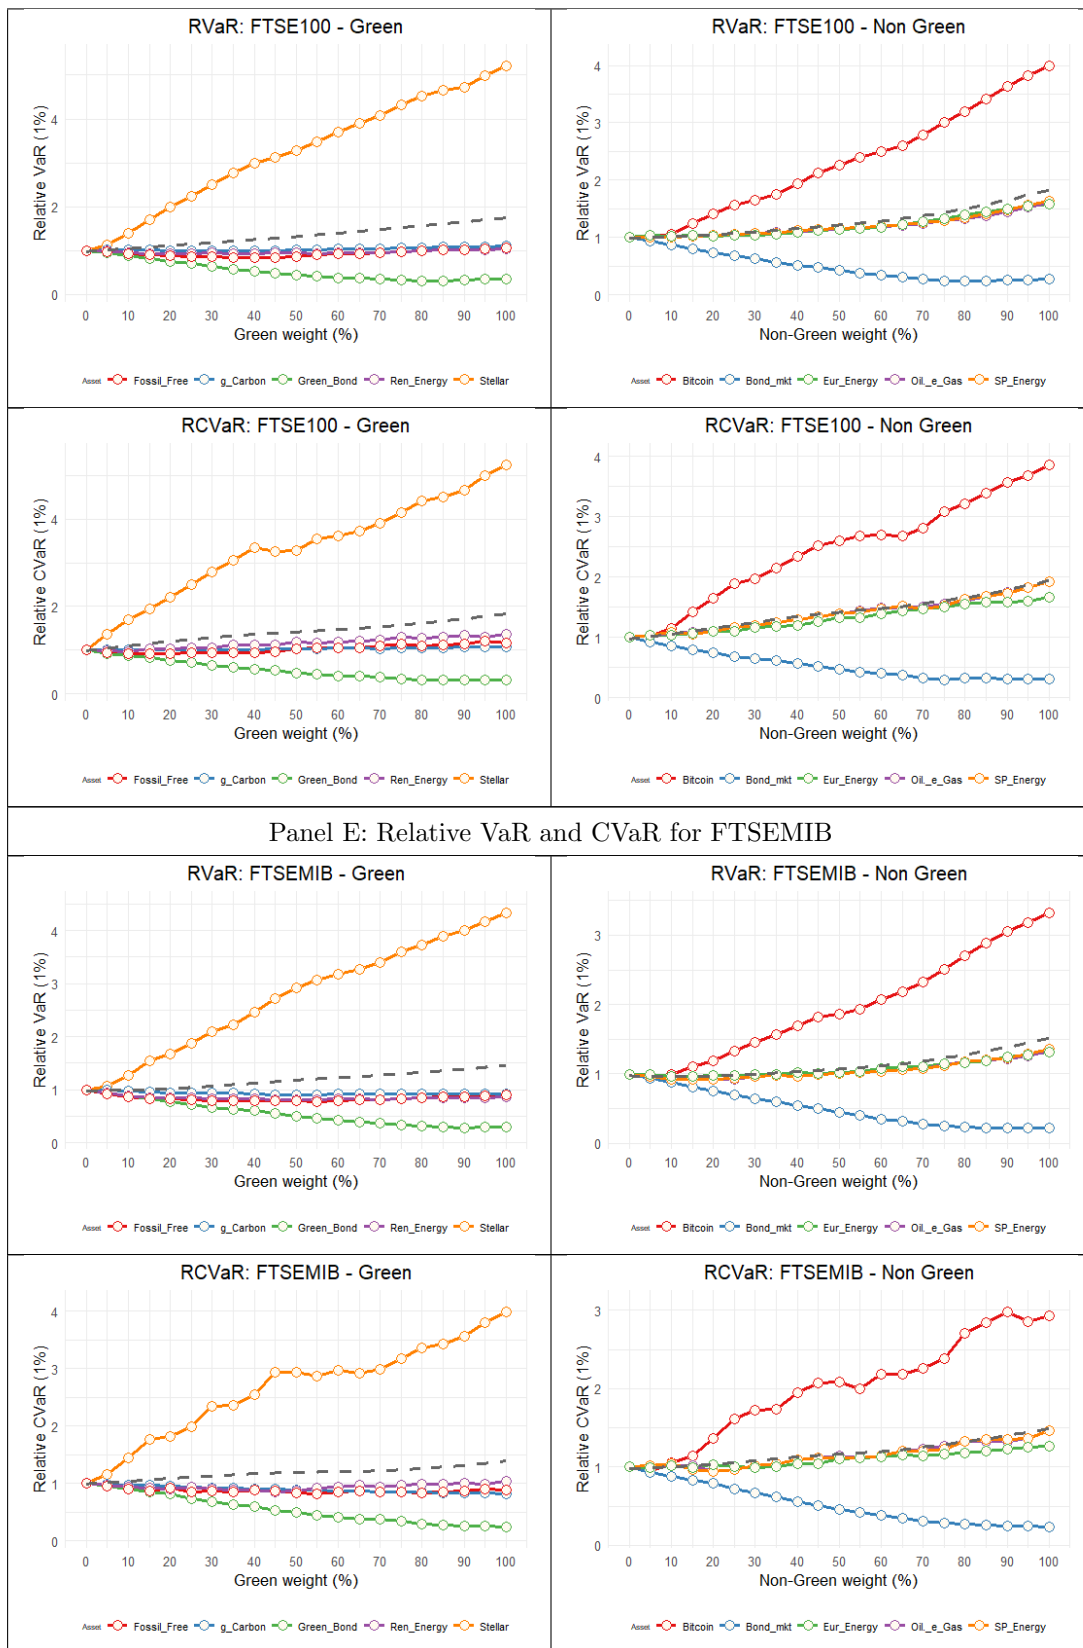 RVaR: FTSE100 - Green
Relative VaR (1%)
4
2
0
0 10 20 30 40 50 60 70 80 90 100
Green weight (%)
Asset Fossil_Free g_Carbon Green_Bond Ren_Energy Stellar
RVaR: FTSE100 - Non Green
Relative VaR (1%)
4
3
2
1
0
0 10 20 30 40 50 60 70 80 90 100
Non-Green weight (%)
Asset Bitcoin Bond_mkt Eur_Energy Oil_e_Gas SP_Energy
RCVaR: FTSE100 - Green
Relative CVaR (1%)
4
2
0
0 10 20 30 40 50 60 70 80 90 100
Green weight (%)
Asset Fossil_Free g_Carbon Green_Bond Ren_Energy Stellar
RCVaR: FTSE100 - Non Green
Relative CVaR (1%)
4
3
2
1
0
0 10 20 30 40 50 60 70 80 90 100
Non-Green weight (%)
Asset Bitcoin Bond_mkt Eur_Energy Oil_e_Gas SP_Energy
Panel E: Relative VaR and CVaR for FTSEMIB
RVaR: FTSEMIB - Green
Relative VaR (1%)
4
3
2
1
0
0 10 20 30 40 50 60 70 80 90 100
Green weight (%)
Asset Fossil_Free g_Carbon Green_Bond Ren_Energy Stellar
RVaR: FTSEMIB - Non Green
Relative VaR (1%)
3
2
1
0
0 10 20 30 40 50 60 70 80 90 100
Non-Green weight (%)
Asset Bitcoin Bond_mkt Eur_Energy Oil_e_Gas SP_Energy
RCVaR: FTSEMIB - Green
Relative CVaR (1%)
4
3
2
1
0
0 10 20 30 40 50 60 70 80 90 100
Green weight (%)
Asset Fossil_Free g_Carbon Green_Bond Ren_Energy Stellar
RCVaR: FTSEMIB - Non Green
Relative CVaR (1%)
3
2
1
0
0 10 20 30 40 50 60 70 80 90 100
Non-Green weight (%)
Asset Bitcoin Bond_mkt Eur_Energy Oil_e_Gas SP_Energy